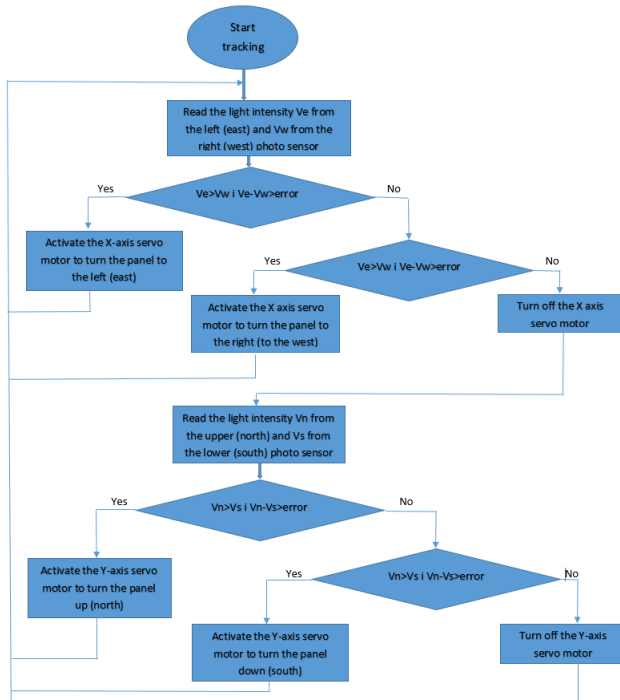 Start
tracking
Read the light intensity Ve from
the left (east) and Vw from the
right (west) photo sensor
Yes
Ve>Vw i Ve-Vw>error
No
Activate the X-axis servo
motor to turn the panel to
the left (east)
Yes
Ve>Vw i Ve-Vw>error
No
Activate the X axis servo
motor to turn the panel to
the right (to the west)
Turn off the X axis
servo motor
Read the light intensity Vn from
the upper (north) and Vs from
the lower (south) photo sensor
Yes
Vn>Vs i Vn-Vs>error
No
Activate the Y-axis servo
motor to turn the panel
up (north)
Yes
Vn>Vs i Vn-Vs>error
No
Activate the Y-axis servo
motor to turn the panel
down (south)
Turn off the Y-axis
servo motor